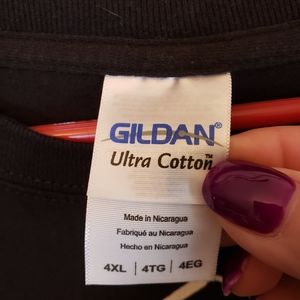 GILDAN®
Ultra Cotton™
Made in Nicaragua
Fabriqué au Nicaragua
Hecho en Nicaragua
4XL | 4TG | 4EG